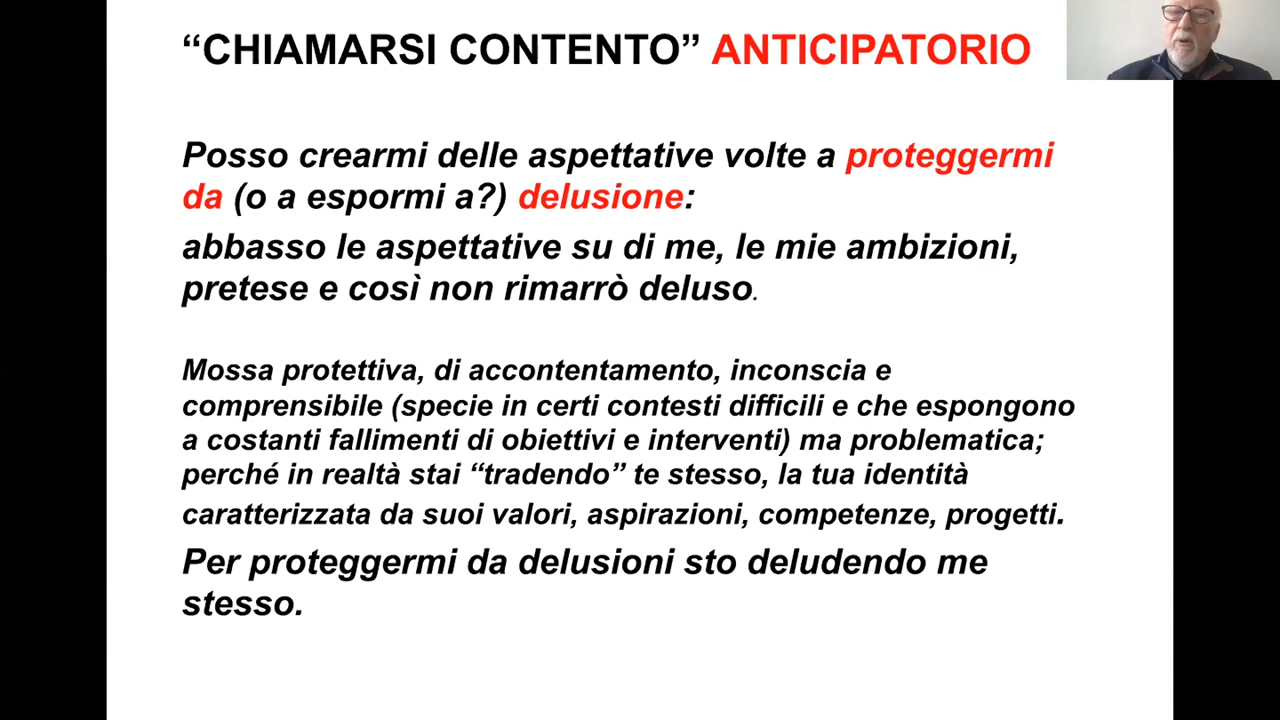 “CHIAMARSI CONTENTO” ANTICIPATORIO
Posso crearmi delle aspettative volte a proteggermi
da (o a espormi a?) delusione:
abbasso le aspettative su di me, le mie ambizioni,
pretese e così non rimarrò deluso.
Mossa protettiva, di accontentamento, inconscia e
comprensibile (specie in certi contesti difficili e che espongono
a costanti fallimenti di obiettivi e interventi) ma problematica;
perché in realtà stai “tradendo” te stesso, la tua identità
caratterizzata da suoi valori, aspirazioni, competenze, progetti.
Per proteggermi da delusioni sto deludendo me
stesso.